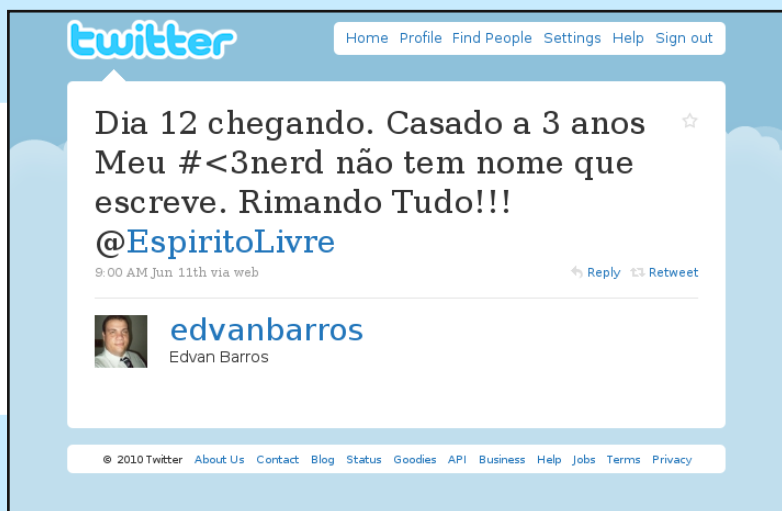 twitter
Home Profile Find People Settings Help Sign out
Dia 12 chegando. Casado a 3 anos
Meu #<3nerd não tem nome que
escreve. Rimando Tudo!!!
@EspiritoLivre
9:00 AM Jun 11th via web
Reply Retweet
edvanbarros
Edvan Barros
© 2010 Twitter About Us Contact Blog Status Goodies API Business Help Jobs Terms Privacy